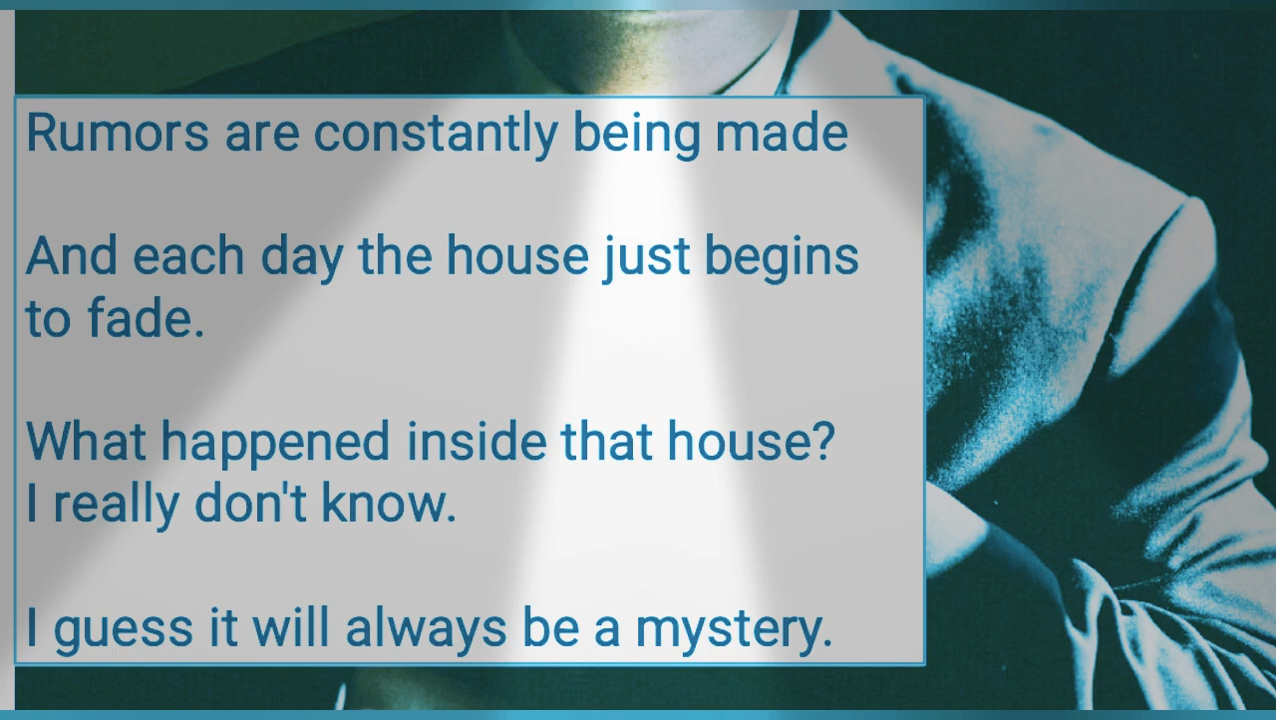 Rumors are constantly being made
And each day the house just begins
to fade.
What happened inside that house?
I really don't know.
I guess it will always be a mystery.